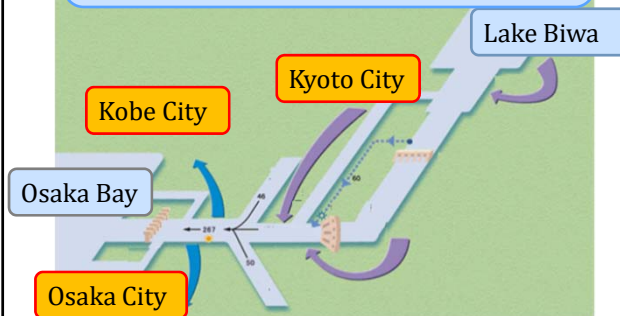 Lake Biwa
Kyoto City
Kobe City
60
Osaka Bay
46
267
50
Osaka City